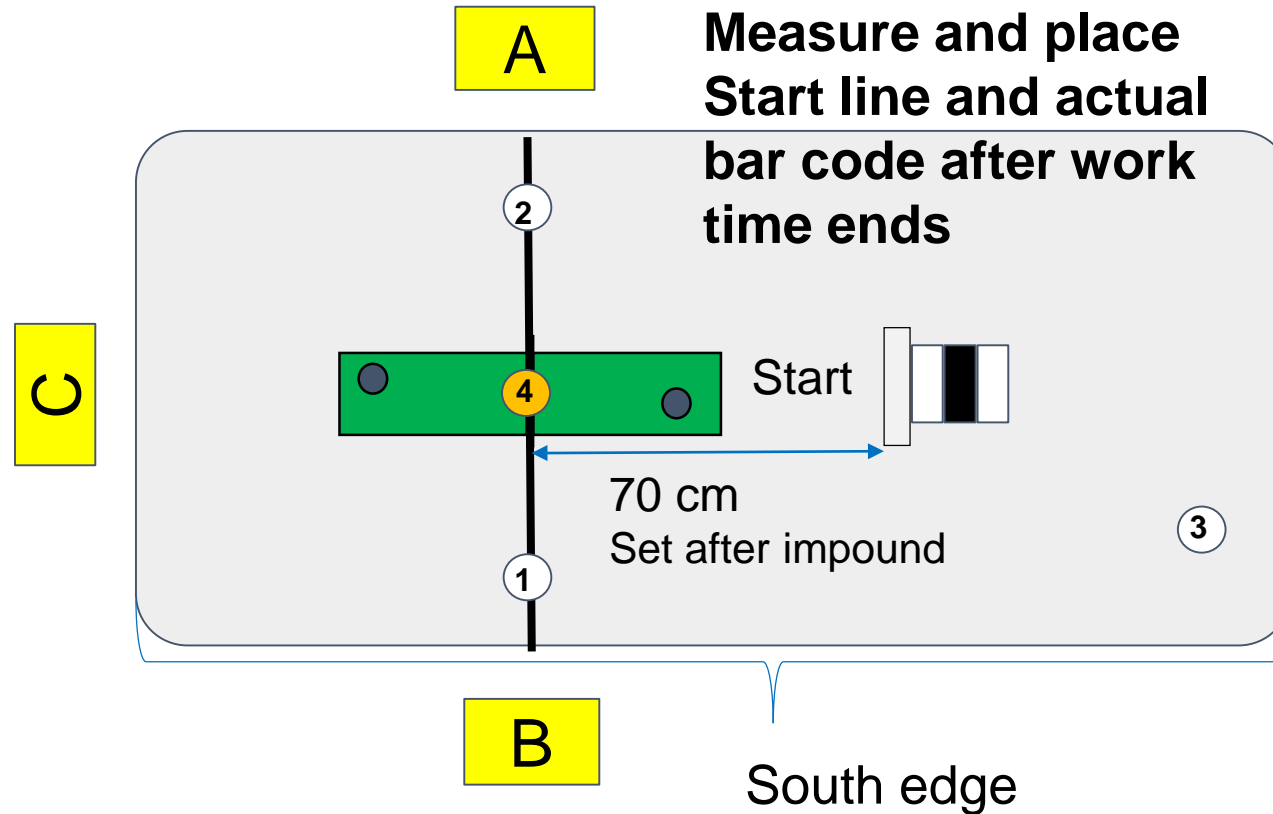 A
Measure and place
Start line and actual
bar code after work
time ends
2
C
4
Start
70 cm
Set after impound
3
1
B
South edge